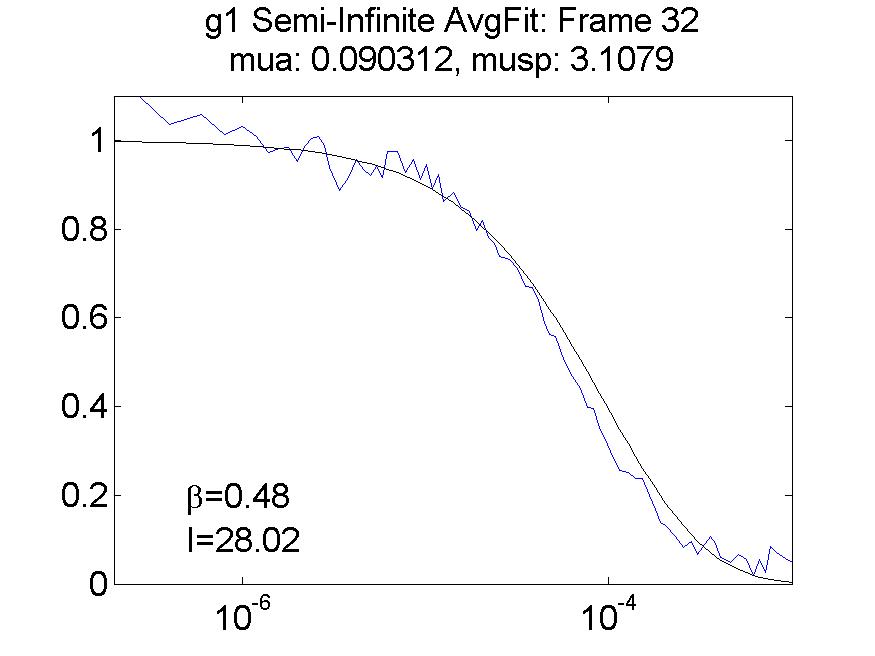 g1 Semi-Infinite AvgFit: Frame 32
mua: 0.090312, musp: 3.1079
1
0.8
0.6
0.4
0.2
0
β=0.48
I=28.02
10^-6
10^-4